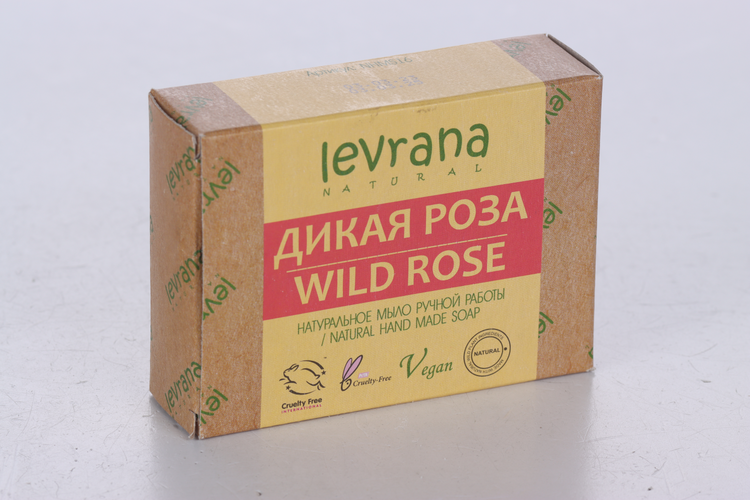 levrana
NATURAL
ДИКАЯ РОЗА
WILD ROSE
НАТУРАЛЬНОЕ МЫЛО РУЧНОЙ РАБОТЫ
/ NATURAL HAND MADE SOAP
Cruelty Free
INTERNATIONAL
Cruelty-Free
Vegan
NATURAL
levrana
levrana
levrana
levrana
levrana